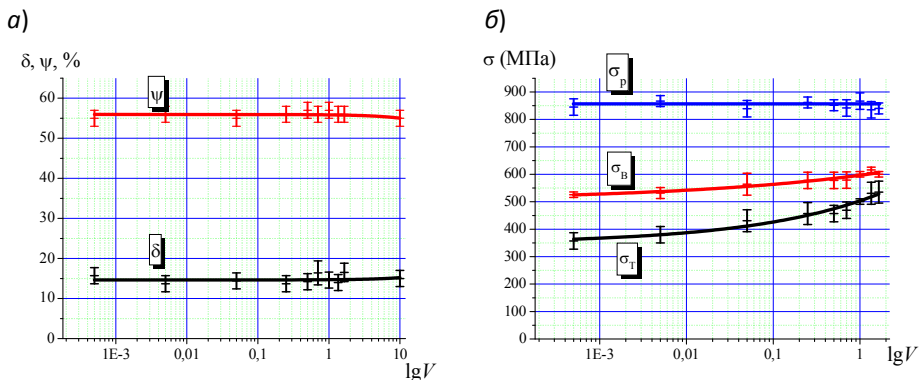 а)
δ, ψ, %
60
50
40
30
20
10
0
ψ
δ
1E-3 0,01 0,1 1 10
lgV
б)
σ (МПа)
900
800
700
600
500
400
300
200
100
0
σр
σВ
σТ
1E-3 0,01 0,1 1
lgV